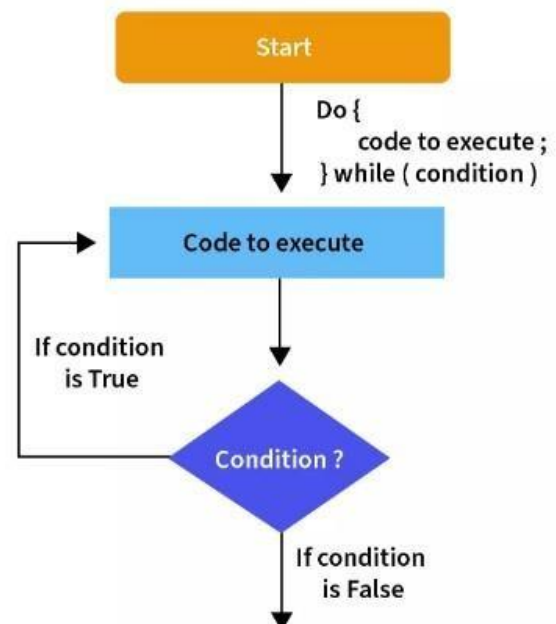 Start
Do {
code to execute ;
} while ( condition )
Code to execute
If condition
is True
Condition ?
If condition
is False